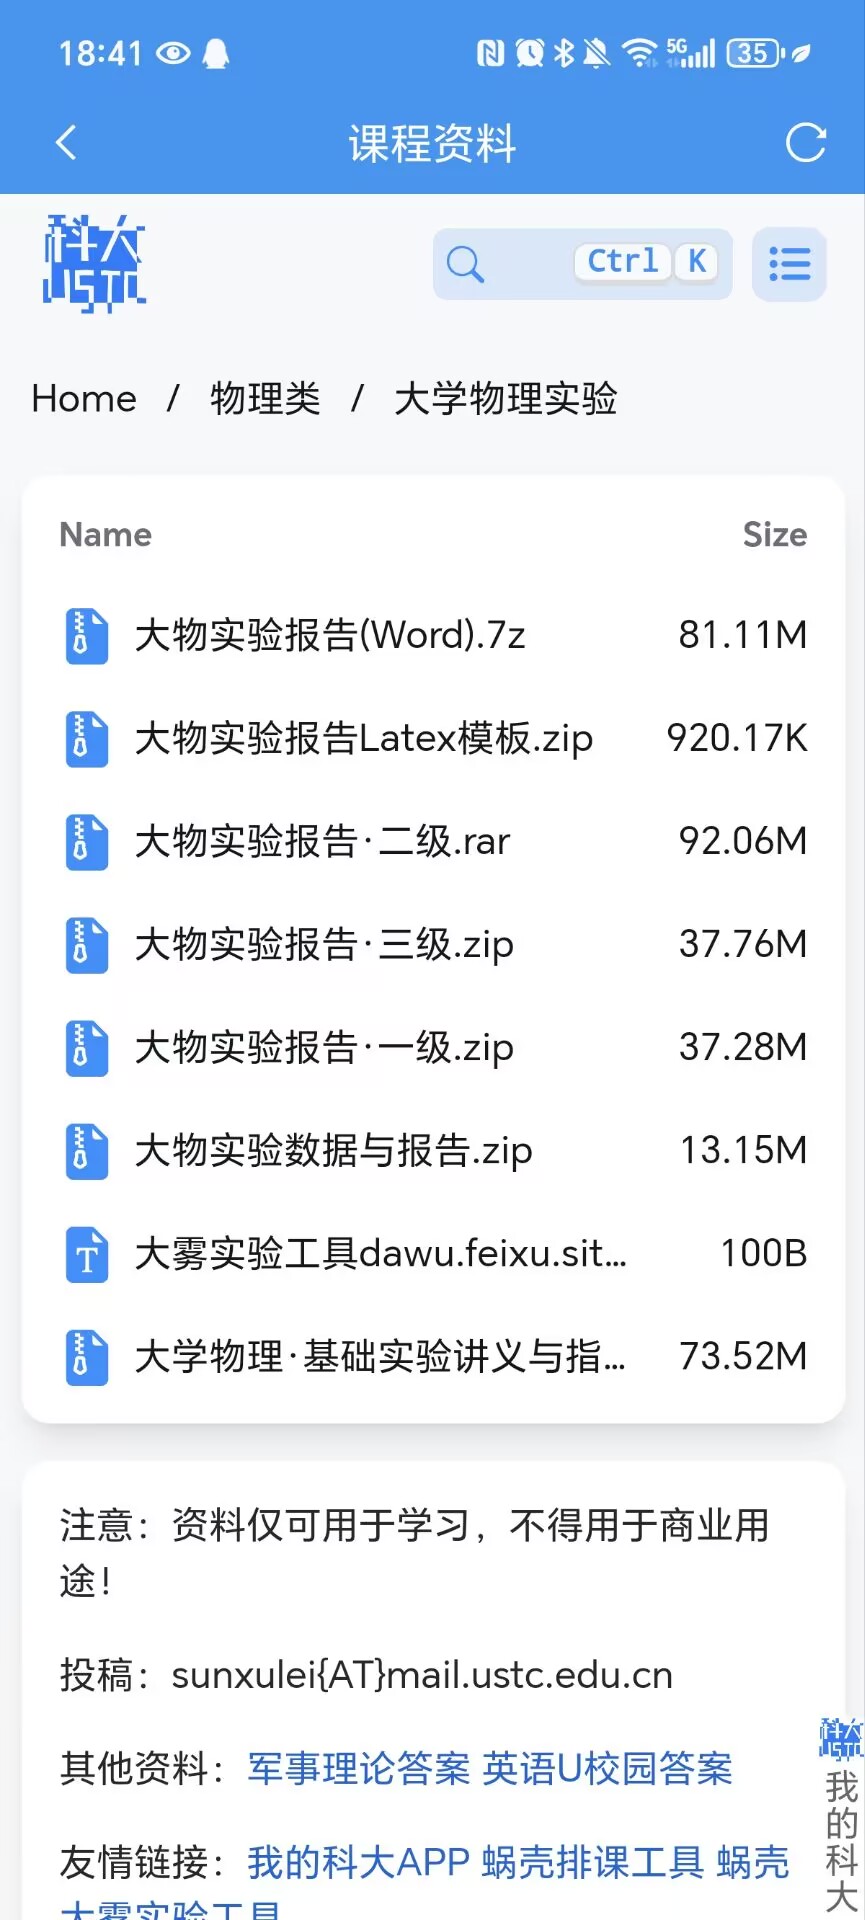 18:41 5G 35
课程资料
科大
USTC
Ctrl K
Home / 物理类 / 大学物理实验
Name Size
大物实验报告(Word).7z 81.11M
大物实验报告Latex模板.zip 920.17K
大物实验报告·二级.rar 92.06M
大物实验报告·三级.zip 37.76M
大物实验报告·一级.zip 37.28M
大物实验数据与报告.zip 13.15M
T 大雾实验工具dawu.feixu.sit... 100B
大学物理·基础实验讲义与指... 73.52M
注意：资料仅可用于学习，不得用于商业用
途！
投稿：sunxulei{AT}mail.ustc.edu.cn
其他资料：军事理论答案 英语U校园答案
友情链接：我的科大APP 蜗壳排课工具 蜗壳
大雾实验工具
科大
USTC
我的科大